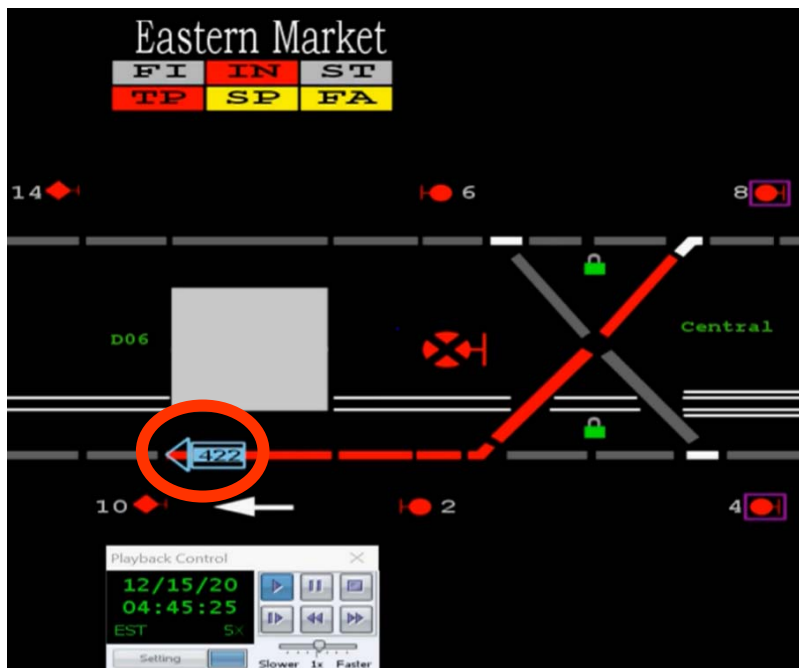 Eastern Market
FI IN ST
TP SP FA
14 6 8
D06 Central
422
10 2 4
Playback Control
12/15/20
04:45:25
EST 5X
Setting Slower 1x Faster